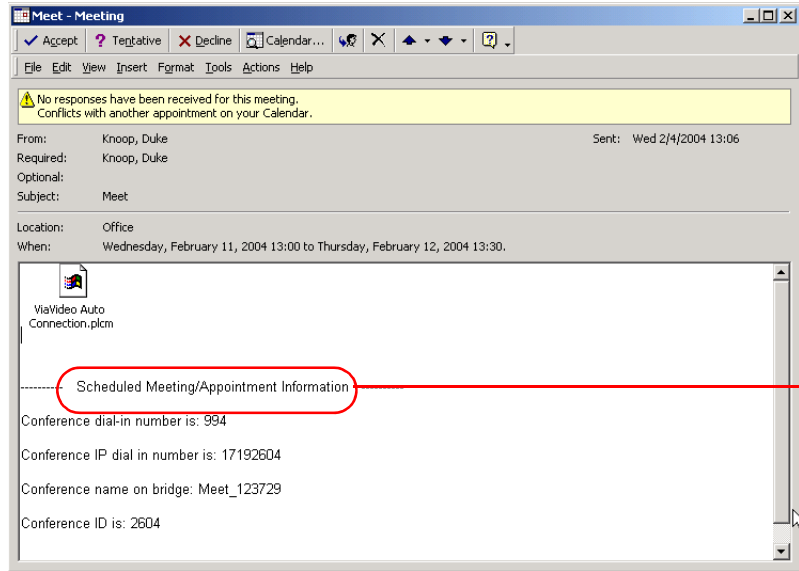 Meet - Meeting
Accept ? Tentative Decline Calendar...
File Edit View Insert Format Tools Actions Help
No responses have been received for this meeting.
Conflicts with another appointment on your Calendar.
From: Knoop, Duke Sent: Wed 2/4/2004 13:06
Required: Knoop, Duke
Optional:
Subject: Meet
Location: Office
When: Wednesday, February 11, 2004 13:00 to Thursday, February 12, 2004 13:30.
ViaVideo Auto
Connection.plcm
---------- Scheduled Meeting/Appointment Information ----------
Conference dial-in number is: 994
Conference IP dial in number is: 17192604
Conference name on bridge: Meet_123729
Conference ID is: 2604